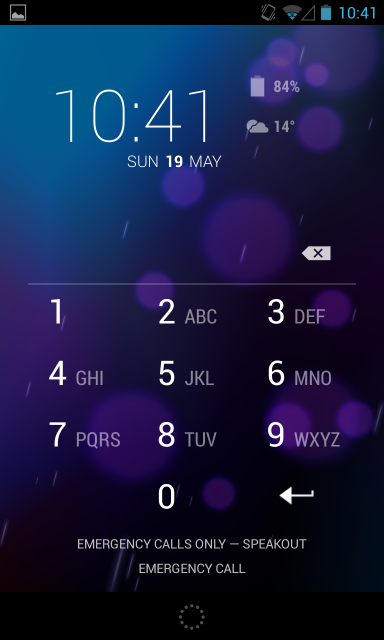 10:41
10:41
84%
14°
SUN 19 MAY
1
2 ABC
3 DEF
4 GHI
5 JKL
6 MNO
7 PQRS
8 TUV
9 WXYZ
0
EMERGENCY CALLS ONLY — SPEAKOUT
EMERGENCY CALL